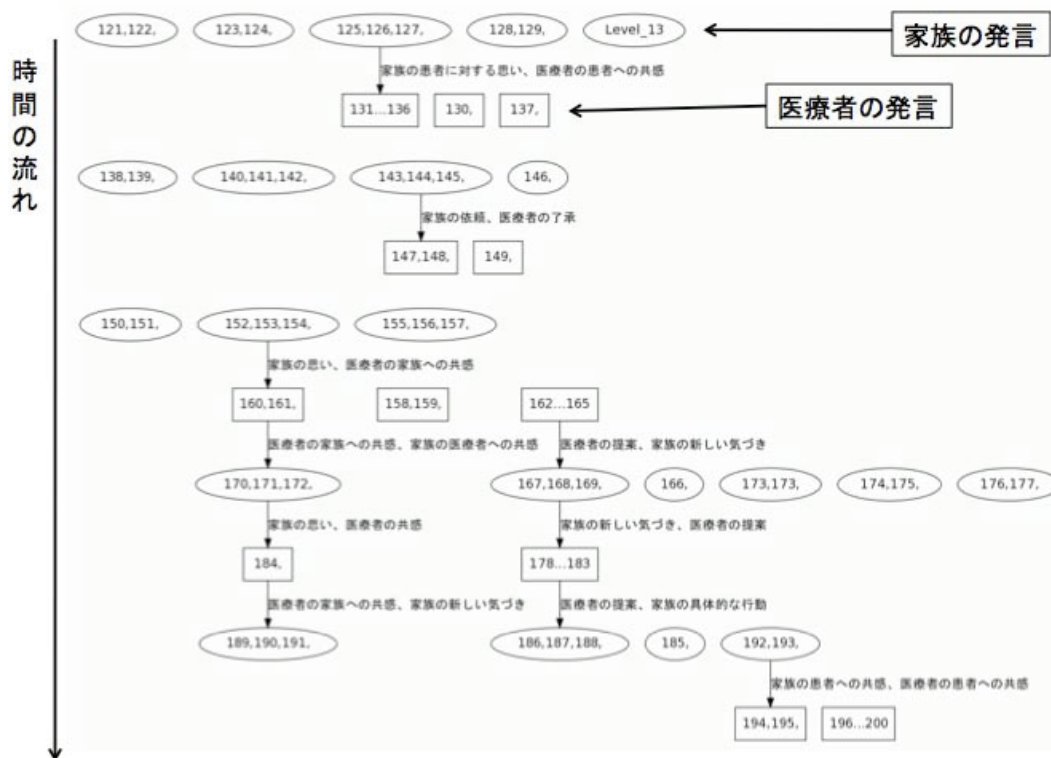 121,122,
123,124,
125,126,127,
128,129,
Level_13
家族の発言
時間の流れ
家族の患者に対する思い、医療者の患者への共感
131...136
130,
137,
医療者の発言
138,139,
140,141,142,
143,144,145,
146,
家族の依頼、医療者の了承
147,148,
149,
150,151,
152,153,154,
155,156,157,
家族の思い、医療者の家族への共感
160,161,
158,159,
162...165
医療者の家族への共感、家族の医療者への共感
医療者の提案、家族の新しい気づき
170,171,172,
167,168,169,
166,
173,173,
174,175,
176,177,
家族の思い、医療者の共感
家族の新しい気づき、医療者の提案
184,
178...183
医療者の家族への共感、家族の新しい気づき
医療者の提案、家族の具体的な行動
189,190,191,
186,187,188,
185,
192,193,
家族の患者への共感、医療者の患者への共感
194,195,
196...200